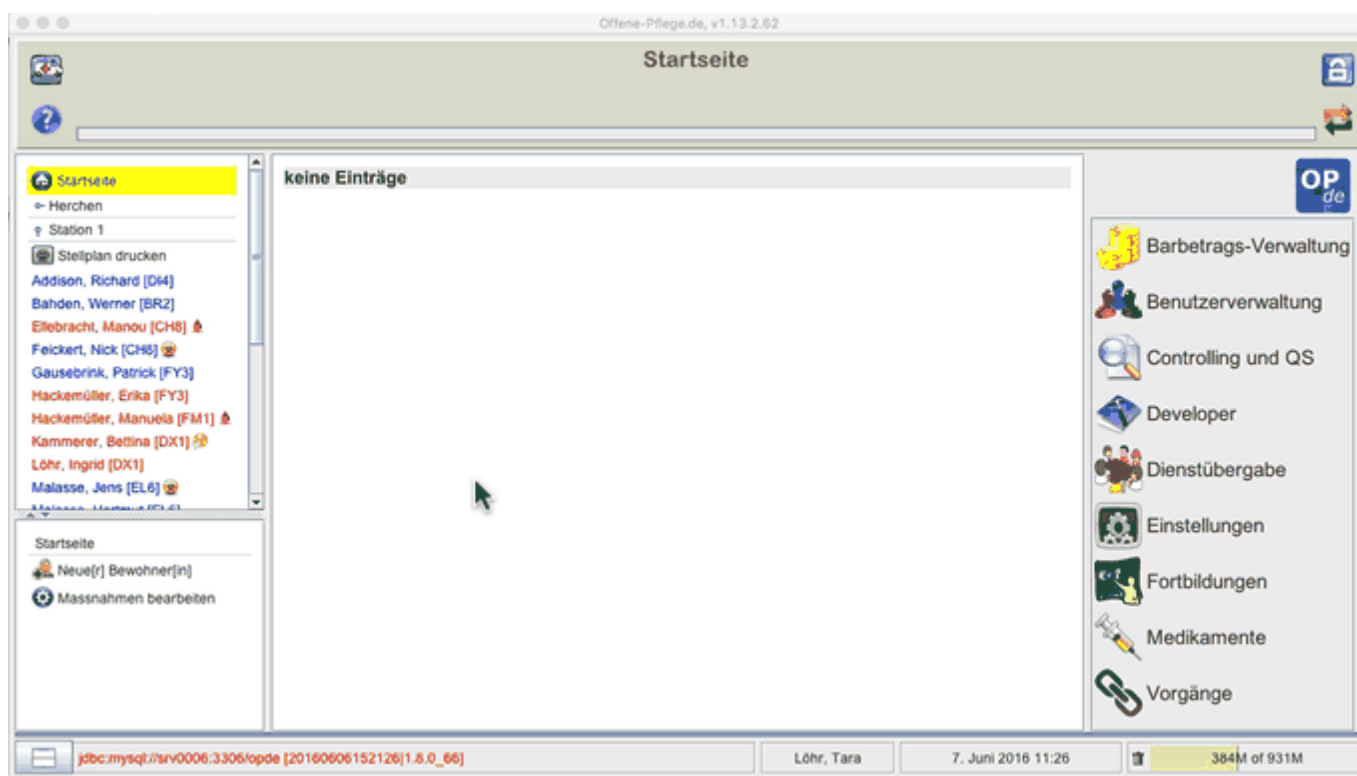 Offene-Pflege.de, v1.13.2.62
Startseite
Startseite
Herchen
Station 1
Stellplan drucken
Addison, Richard [DI4]
Bahden, Werner [BR2]
Ellebracht, Manou [CH8]
Feickert, Nick [CH8]
Gausebrink, Patrick [FY3]
Hackemüller, Erika [FY3]
Hackemüller, Manuela [FM1]
Kammerer, Bettina [DX1]
Löhr, Ingrid [DX1]
Malasse, Jens [EL6]
Malasse, Hartmut [EL6]
Startseite
Neue[r] Bewohner[in]
Massnahmen bearbeiten
keine Einträge
OP
de
Barbetrags-Verwaltung
Benutzerverwaltung
Controlling und QS
Developer
Dienstübergabe
Einstellungen
Fortbildungen
Medikamente
Vorgänge
jdbc:mysql://srv0006:3306/opde [20160606152126|1.8.0_66]
Löhr, Tara
7. Juni 2016 11:26
384M of 931M